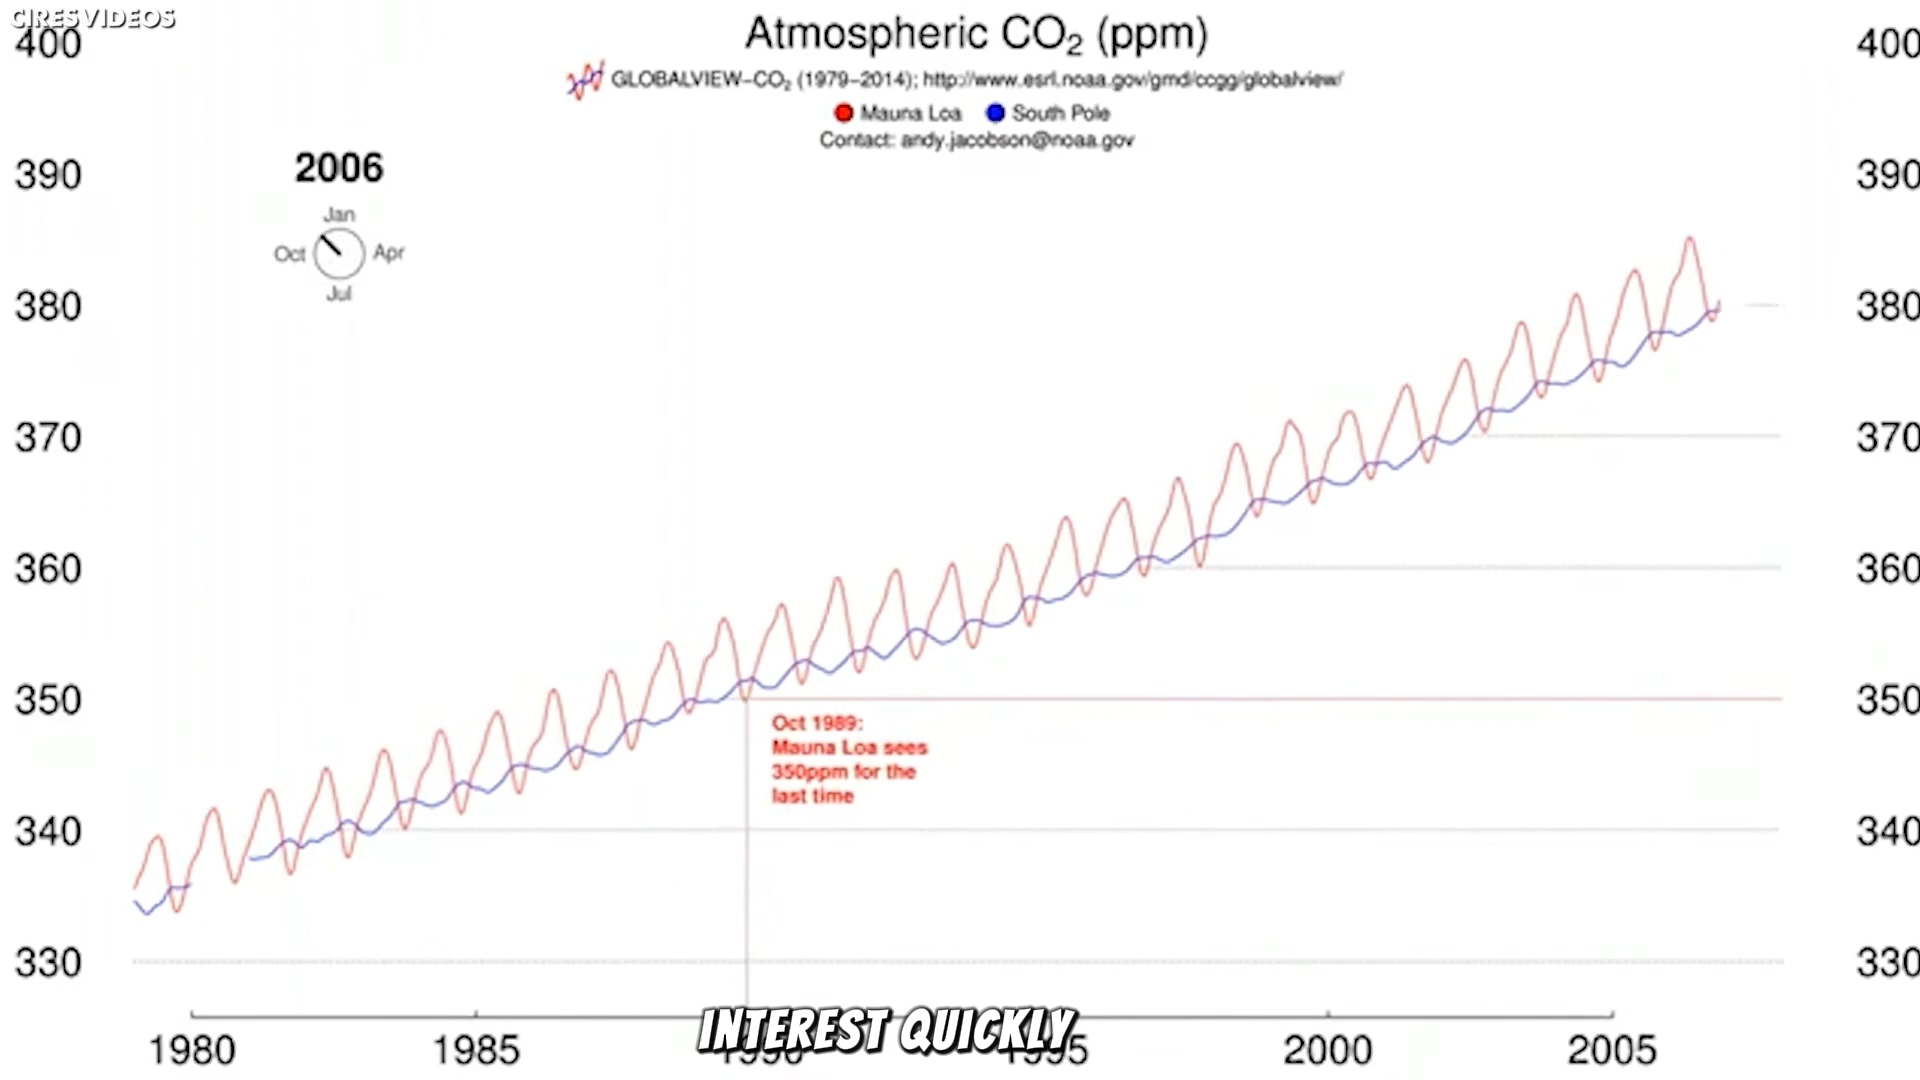 CIRESVIDEOS
Atmospheric CO₂ (ppm)
GLOBALVIEW-CO₂ (1979-2014); http://www.esrl.noaa.gov/gmd/ccgg/globalview/
Mauna Loa South Pole
Contact: andy.jacobson@noaa.gov
2006
Jan
Oct Apr
Jul
400 400
390 390
380 380
370 370
360 360
350 350
Oct 1989:
Mauna Loa sees
350ppm for the
last time
340 340
330 330
INTEREST QUICKLY
1980 1985 1990 1995 2000 2005